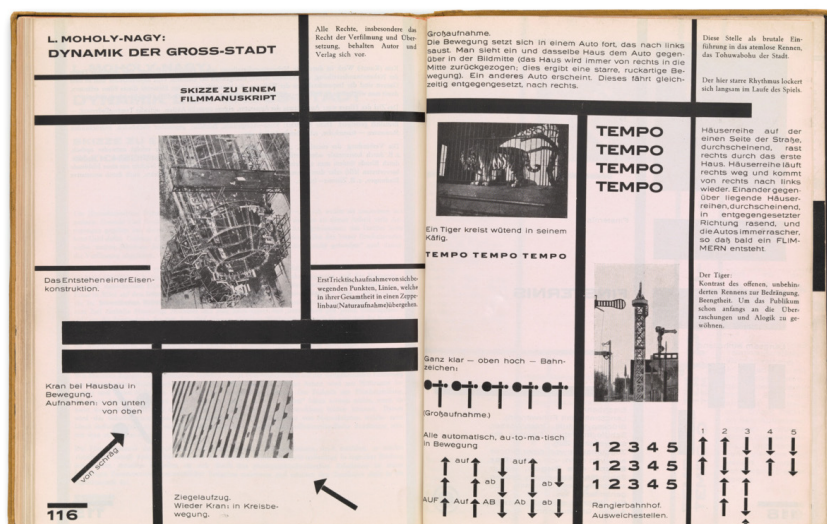 L. MOHOLY-NAGY:
DYNAMIK DER GROSS-STADT
SKIZZE ZU EINEM
FILMMANUSKRIPT
Alle Rechte, insbesondere das
Recht der Verfilmung und Über-
setzung, behalten Autor und
Verlag sich vor.
Das Entstehen einer Eisen-
konstruktion.
Erst Tricktischaufnahme von sich be-
wegenden Punkten, Linien, welche
in ihrer Gesamtheit in einen Zeppe-
linbau (Naturaufnahme) übergehen.
Kran bei Hausbau in
Bewegung.
Aufnahmen: von unten
von oben
von schräg
Ziegelaufzug.
Wieder Kran: in Kreisbe-
wegung.
116
Großaufnahme.
Die Bewegung setzt sich in einem Auto fort, das nach links
saust. Man sieht ein und dasselbe Haus dem Auto gegen-
über in der Bildmitte (das Haus wird immer von rechts in die
Mitte zurückgezogen; dies ergibt eine starre, ruckartige Be-
wegung). Ein anderes Auto erscheint. Dieses fährt gleich-
zeitig entgegengesetzt, nach rechts.
Diese Stelle als brutale Ein-
führung in das atemlose Rennen,
das Tohuwabohu der Stadt.
Der hier starre Rhythmus lockert
sich langsam im Laufe des Spiels.
TEMPO
TEMPO
TEMPO
TEMPO
Häuserreihe auf der
einen Seite der Straße,
durchscheinend, rast
rechts durch das erste
Haus. Häuserreihe läuft
rechts weg und kommt
von rechts nach links
wieder. Einander gegen-
über liegende Häuser-
reihen, durchscheinend,
in entgegengesetzter
Richtung rasend, und
die Autos immer rascher,
so daß bald ein FLIM-
MERN entsteht.
Ein Tiger kreist wütend in seinem
Käfig.
TEMPO TEMPO TEMPO
Der Tiger:
Kontrast des offenen, unbehin-
derten Rennens zur Bedrängung,
Beengtheit. Um das Publikum
schon anfangs an die Über-
raschungen und Alogik zu ge-
wöhnen.
Ganz klar — oben hoch — Bahn-
zeichen:
(Großaufnahme.)
Alle automatisch, au-to-ma-tisch
in Bewegung
auf auf
ab ab
AUF Auf AB Ab ab
1 2 3 4 5
1 2 3 4 5
1 2 3 4 5
Rangierbahnhof.
Ausweichestellen.
1 2 3 4 5